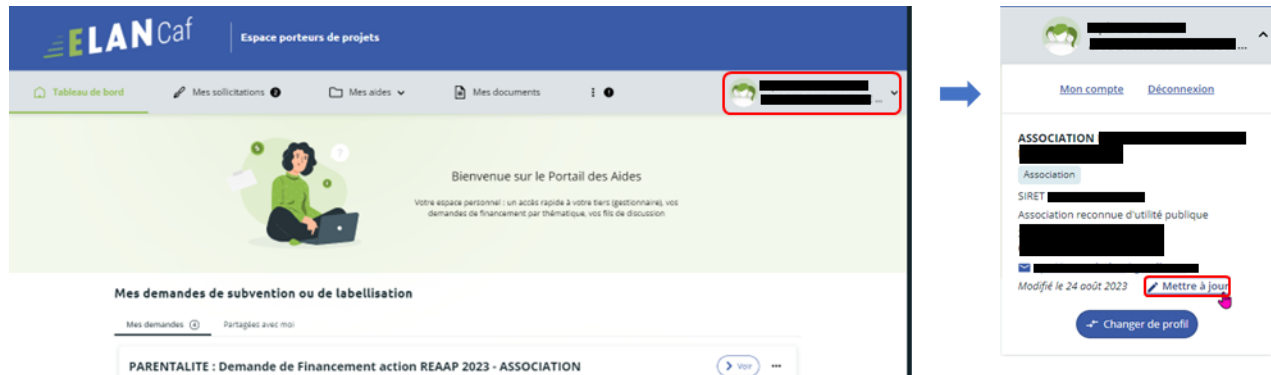 ELAN Caf
Espace porteurs de projets
Tableau de bord
Mes sollicitations
Mes aides
Mes documents
Bienvenue sur le Portail des Aides
Votre espace personnel : un accès rapide à votre tiers (gestionnaire), vos
demandes de financement par thématique, vos fils de discussion
Mes demandes de subvention ou de labellisation
Mes demandes 4
Partagées avec moi
PARENTALITE : Demande de Financement action REAAP 2023 - ASSOCIATION
Voir
Mon compte
Déconnexion
ASSOCIATION
Association
SIRET
Association reconnue d'utilité publique
Modifié le 24 août 2023
Mettre à jour
Changer de profil